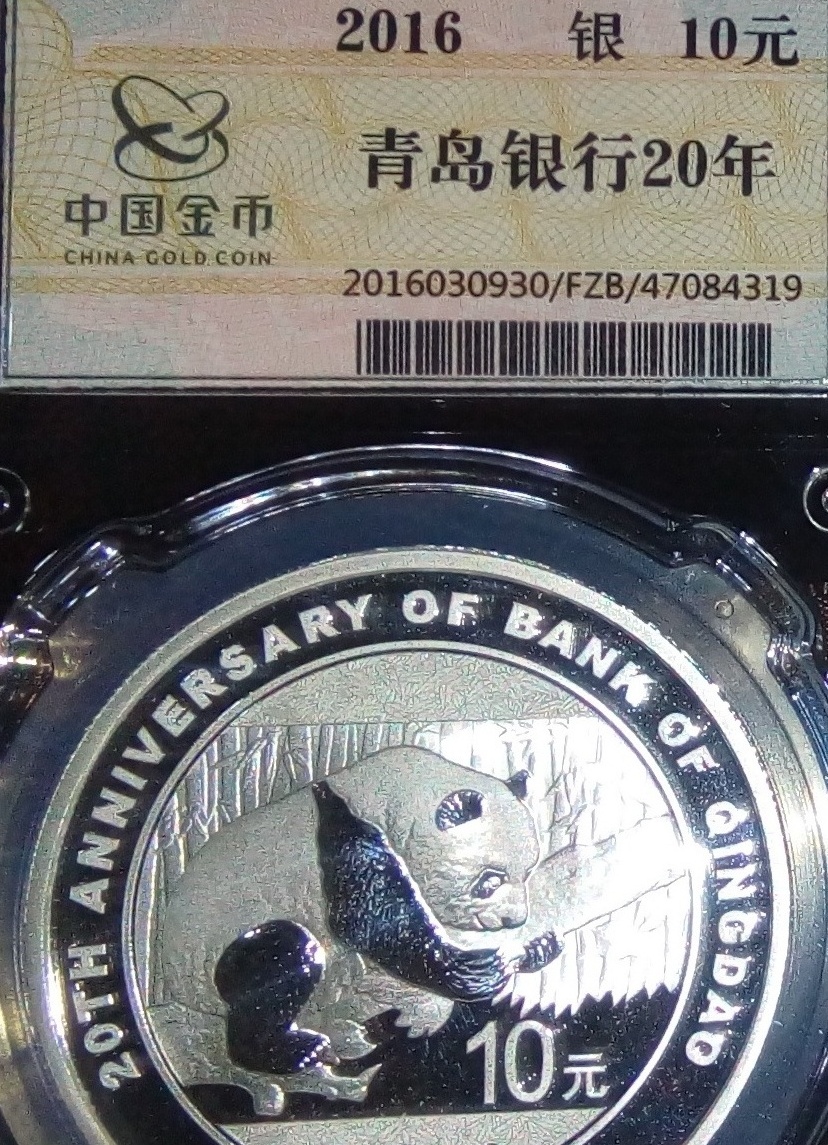 2016 银 10元
青岛银行20年
中国金币
CHINA GOLD COIN
2016030930/FZB/47084319
20TH ANNIVERSARY OF BANK OF QINGDAO
10元